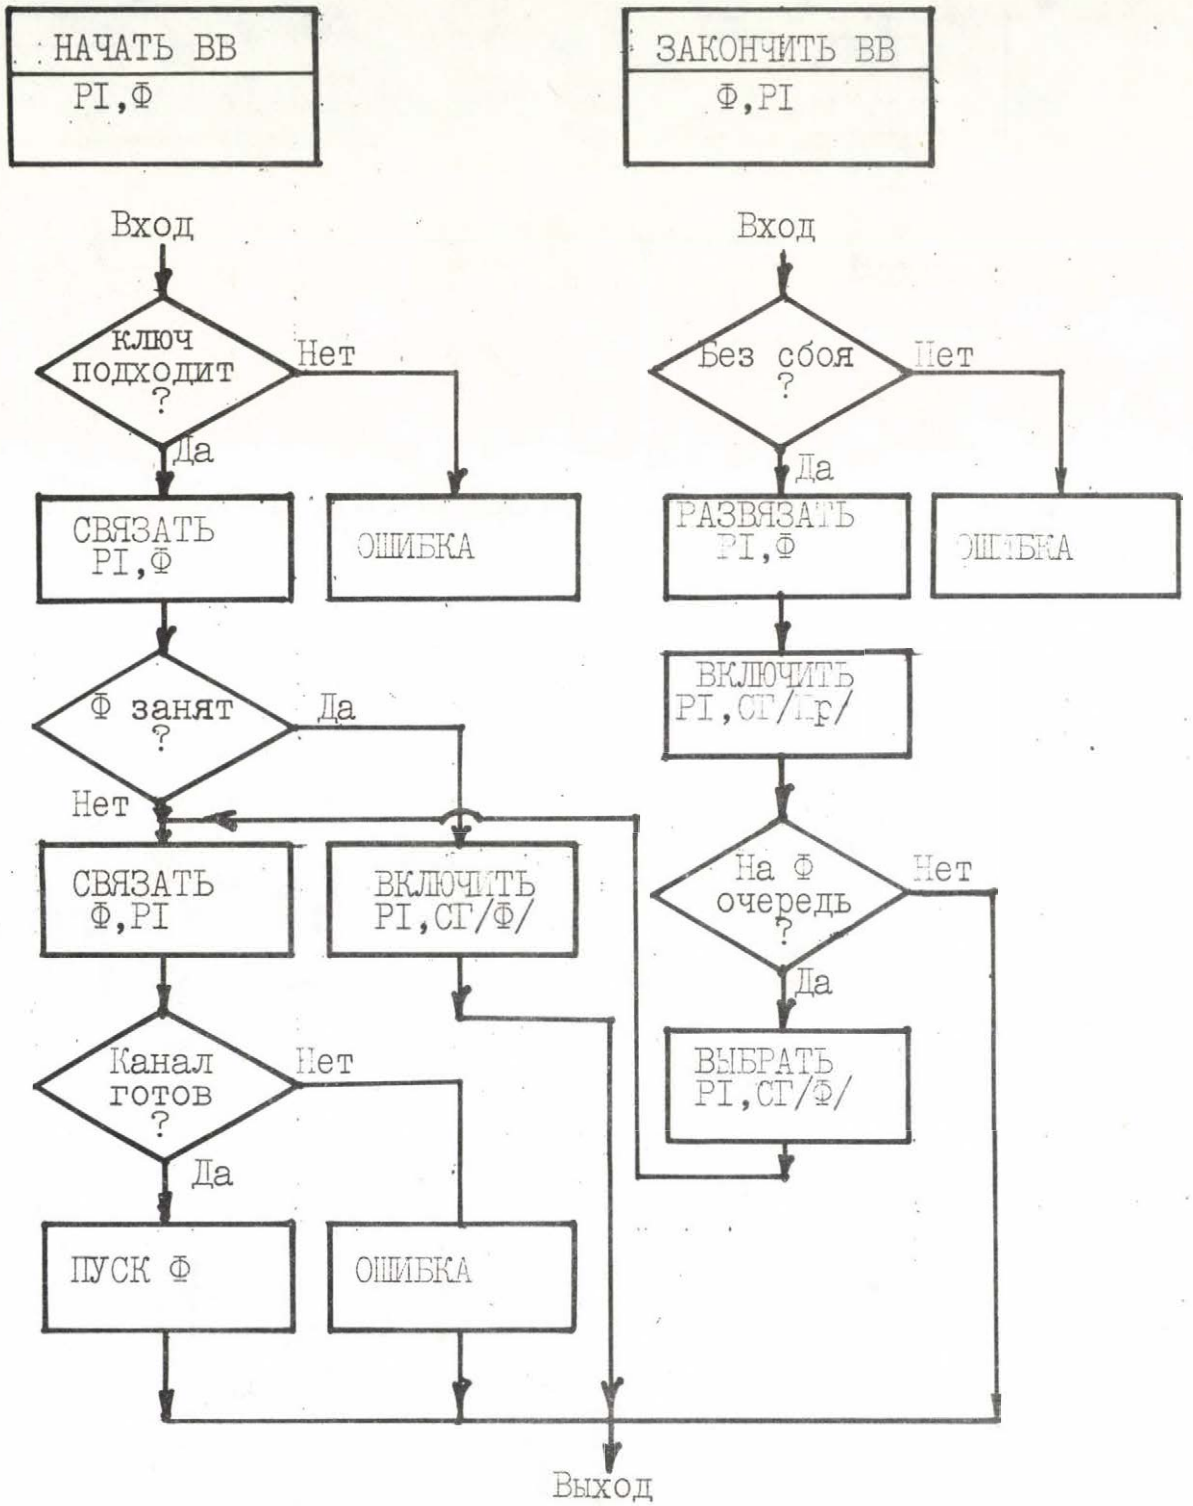 НАЧАТЬ ВВ
PI,Ф
ЗАКОНЧИТЬ ВВ
Ф,PI
Вход
КЛЮЧ
ПОДХОДИТ
?
Нет
Да
СВЯЗАТЬ
PI,Ф
ОШИБКА
Ф занят
?
Да
Нет
СВЯЗАТЬ
Ф,PI
ВКЛЮЧИТЬ
PI,СГ/Ф/
Канал
готов
?
Нет
Да
ПУСК Ф
ОШИБКА
Вход
Без сбоя
?
Нет
Да
РАЗВЯЗАТЬ
PI,Ф
ОШИБКА
ВКЛЮЧИТЬ
PI,СГ/Пр/
На Ф
очередь
?
Нет
Да
ВЫБРАТЬ
PI,СГ/Ф/
Выход